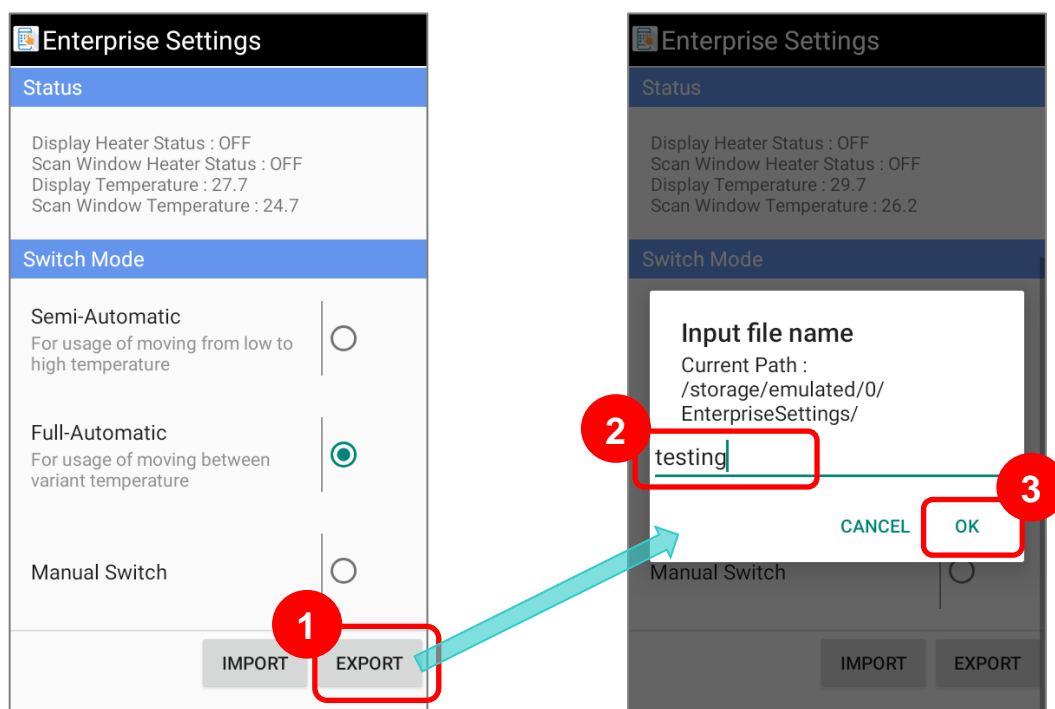 Enterprise Settings
Status
Display Heater Status : OFF
Scan Window Heater Status : OFF
Display Temperature : 27.7
Scan Window Temperature : 24.7
Switch Mode
Semi-Automatic
For usage of moving from low to
high temperature
Full-Automatic
For usage of moving between
variant temperature
Manual Switch
1
IMPORT
EXPORT
Enterprise Settings
Status
Display Heater Status : OFF
Scan Window Heater Status : OFF
Display Temperature : 29.7
Scan Window Temperature : 26.2
Switch Mode
Input file name
Current Path :
/storage/emulated/0/
EnterpriseSettings/
2
testing
3
CANCEL
OK
Manual Switch
IMPORT
EXPORT